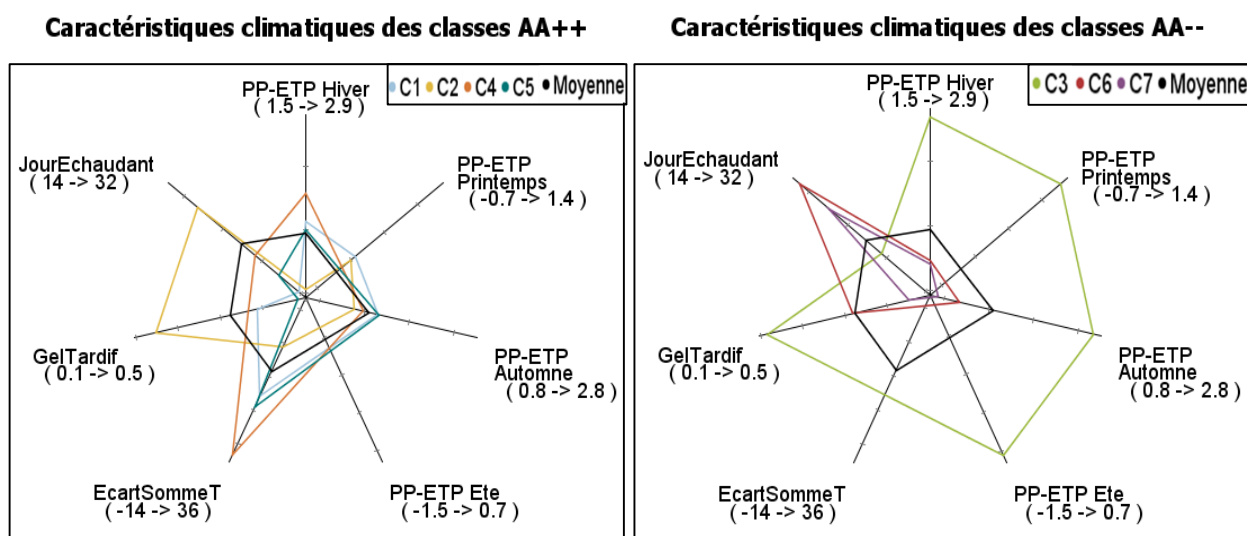 Caractéristiques climatiques des classes AA++
C1 C2 C4 C5 Moyenne
PP-ETP Hiver
( 1.5 -> 2.9 )
JourEchaudant
( 14 -> 32 )
PP-ETP
Printemps
(-0.7 -> 1.4 )
GelTardif
( 0.1 -> 0.5 )
PP-ETP
Automne
( 0.8 -> 2.8 )
EcartSommeT
( -14 -> 36 )
PP-ETP Ete
( -1.5 -> 0.7 )
Caractéristiques climatiques des classes AA--
C3 C6 C7 Moyenne
PP-ETP Hiver
( 1.5 -> 2.9 )
JourEchaudant
( 14 -> 32 )
PP-ETP
Printemps
(-0.7 -> 1.4 )
GelTardif
( 0.1 -> 0.5 )
PP-ETP
Automne
( 0.8 -> 2.8 )
EcartSommeT
( -14 -> 36 )
PP-ETP Ete
( -1.5 -> 0.7 )